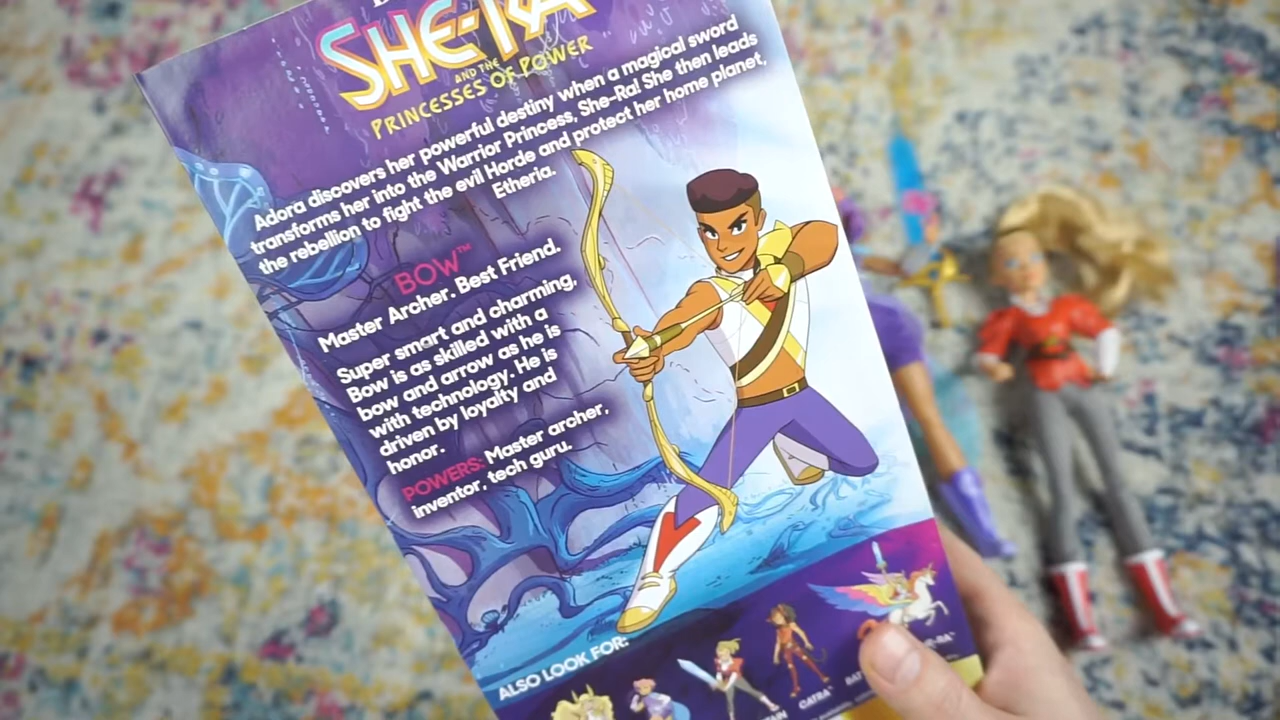 SHE-RA
AND THE
PRINCESSES OF POWER
Adora discovers her powerful destiny when a magical sword
transforms her into the Warrior Princess, She-Ra! She then leads
the rebellion to fight the evil Horde and protect her home planet,
Etheria.
BOW™
Master Archer. Best Friend.
Super smart and charming,
Bow is as skilled with a
bow and arrow as he is
with technology. He is
driven by loyalty and
honor.
POWERS: Master archer,
inventor, tech guru.
ALSO LOOK FOR:
CATRA™